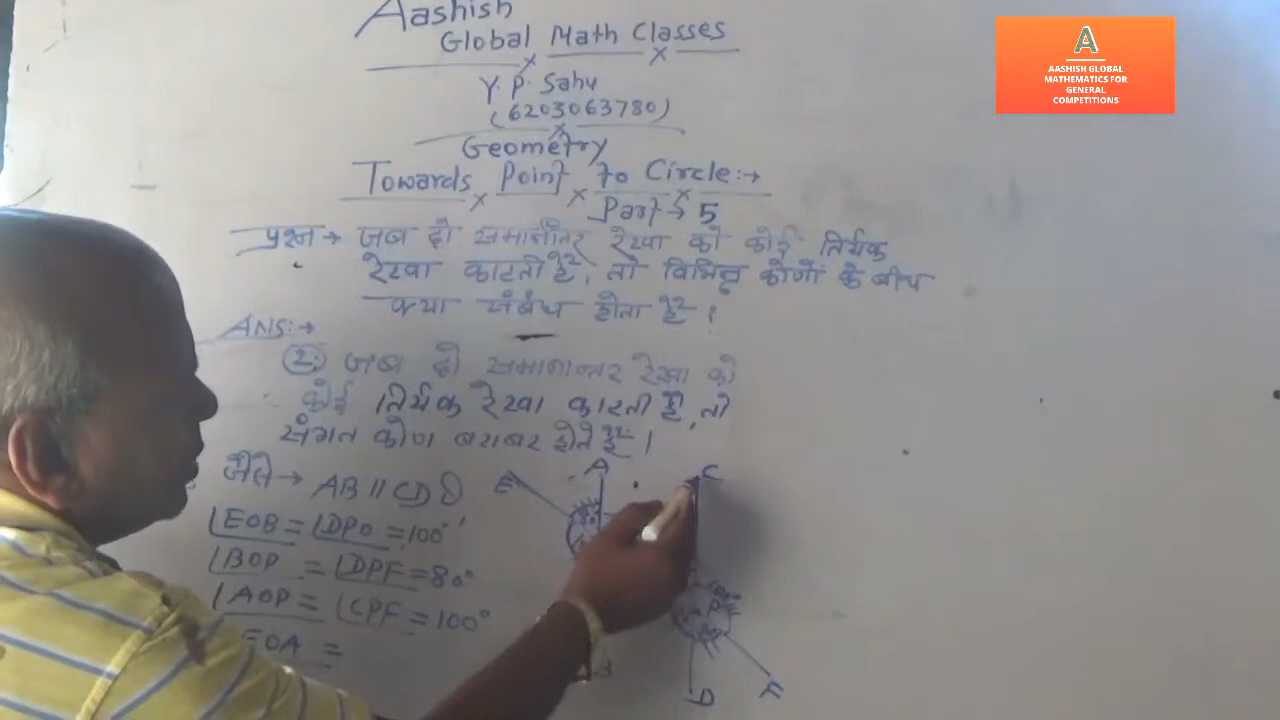 Aashish
Global Math Classes
Y. P. Sahu
(6203063780)
Geometry
Towards Point to Circle:→
Part → 5
प्रश्न → जब दो समानांतर रेखा को कोई तिर्यक
रेखा काटती है, तो विभिन्न कोणों के बीच
क्या संबंध होता है?
ANS:→
2. जब दो समानान्तर रेखा को
कोई तिर्यक रेखा काटती है, तो
संगत कोण बराबर होते हैं।
जैसे → AB || CD
∠EOB = ∠DPO = 100°
∠BOP = ∠DPF = 80°
∠AOP = ∠CPF = 100°
EOA =
E
A
C
P
D
F
A
AASHISH GLOBAL
MATHEMATICS FOR
GENERAL
COMPETITIONS